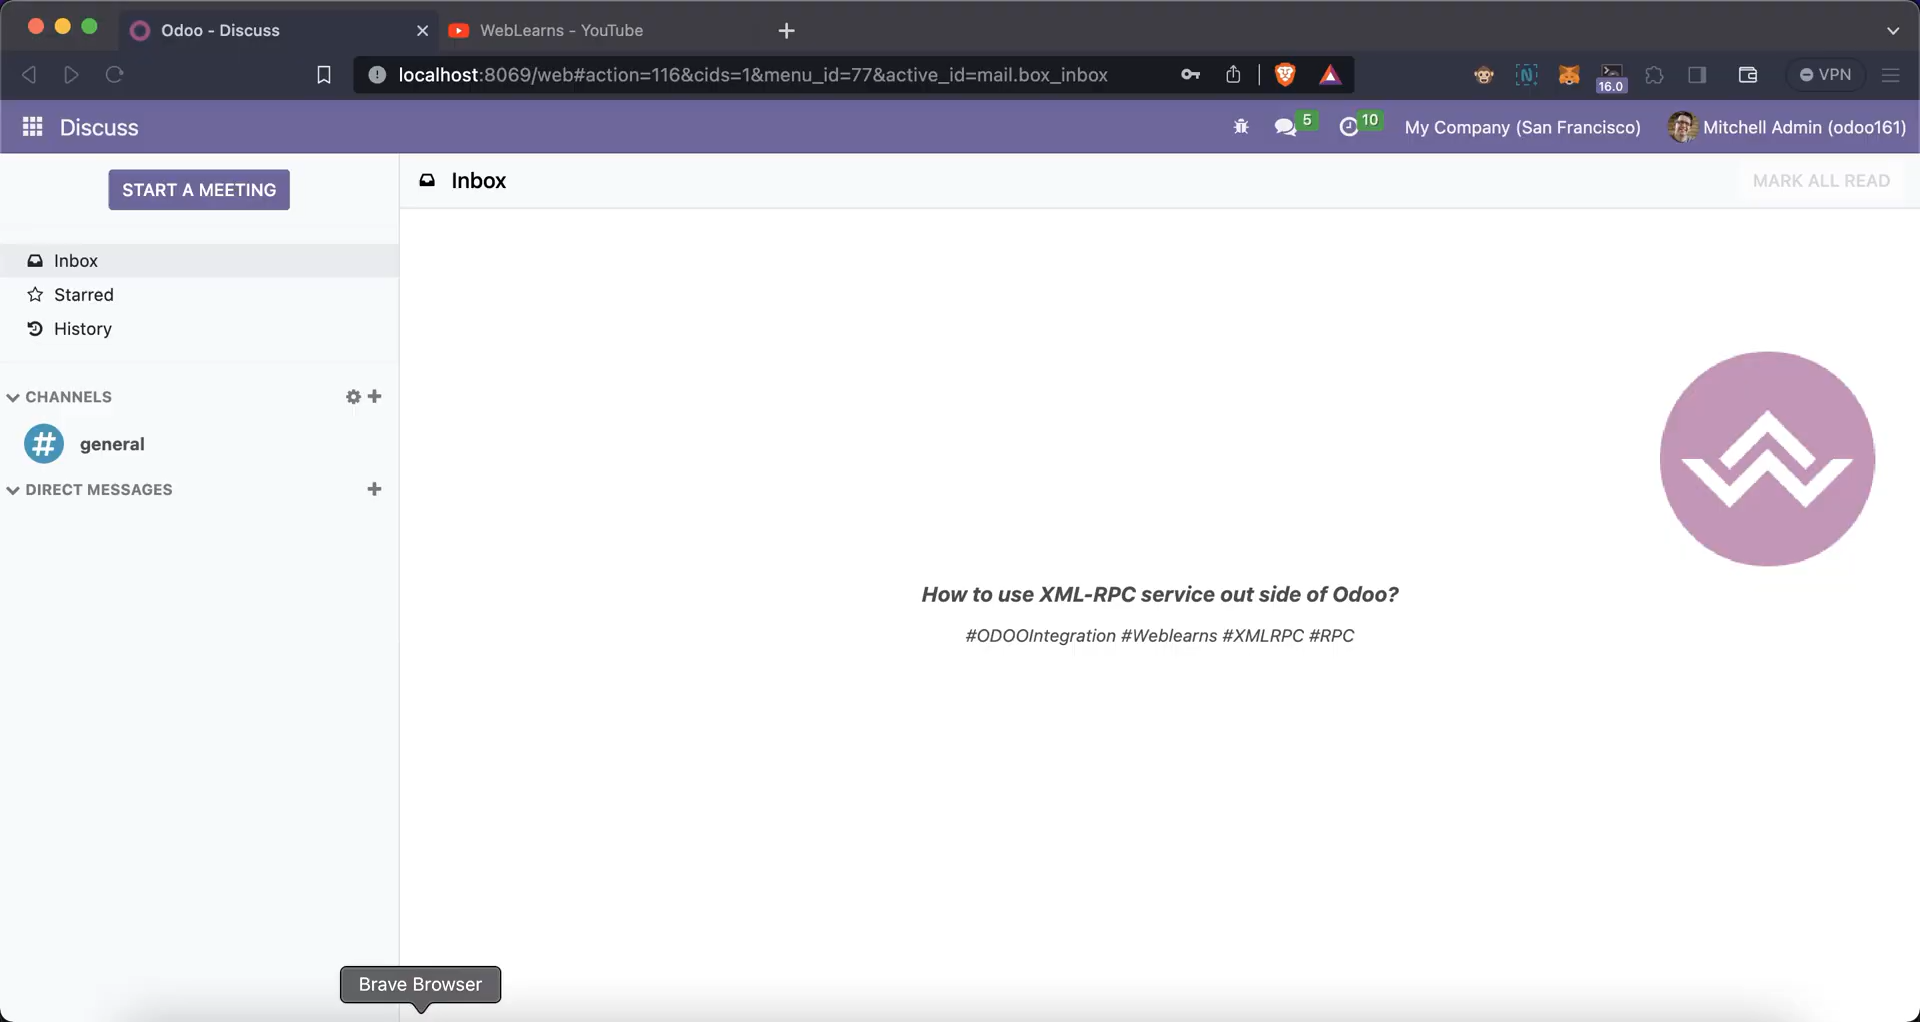 Odoo - Discuss
WebLearns - YouTube
localhost:8069/web#action=116&cids=1&menu_id=77&active_id=mail.box_inbox
16.0
VPN
Discuss
5
10
My Company (San Francisco)
Mitchell Admin (odoo161)
START A MEETING
Inbox
MARK ALL READ
Inbox
Starred
History
CHANNELS
# general
DIRECT MESSAGES
How to use XML-RPC service out side of Odoo?
#ODOOIntegration #Weblearns #XMLRPC #RPC
Brave Browser